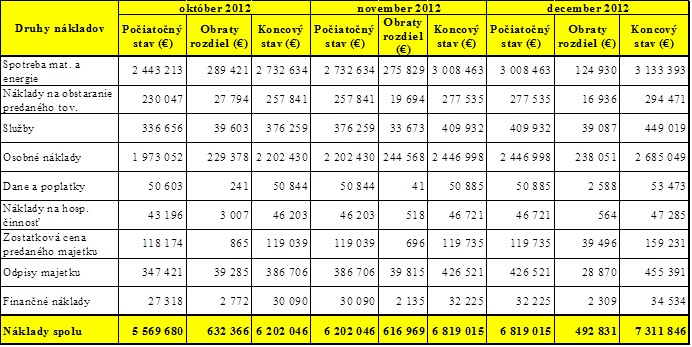 Druhy nákladov október 2012 november 2012 december 2012
Počiatočný stav (€) Obraty rozdiel (€) Koncový stav (€) Počiatočný stav (€) Obraty rozdiel (€) Koncový stav (€) Počiatočný stav (€) Obraty rozdiel (€) Koncový stav (€)
Spotreba mat. a energie 2 443 213 289 421 2 732 634 2 732 634 275 829 3 008 463 3 008 463 124 930 3 133 393
Náklady na obstaranie predaného tov. 230 047 27 794 257 841 257 841 19 694 277 535 277 535 16 936 294 471
Služby 336 656 39 603 376 259 376 259 33 673 409 932 409 932 39 087 449 019
Osobné náklady 1 973 052 229 378 2 202 430 2 202 430 244 568 2 446 998 2 446 998 238 051 2 685 049
Dane a poplatky 50 603 241 50 844 50 844 41 50 885 50 885 2 588 53 473
Náklady na hosp. činnosť 43 196 3 007 46 203 46 203 518 46 721 46 721 564 47 285
Zostatková cena predaného majetku 118 174 865 119 039 119 039 696 119 735 119 735 39 496 159 231
Odpisy majetku 347 421 39 285 386 706 386 706 39 815 426 521 426 521 28 870 455 391
Finančné náklady 27 318 2 772 30 090 30 090 2 135 32 225 32 225 2 309 34 534
Náklady spolu 5 569 680 632 366 6 202 046 6 202 046 616 969 6 819 015 6 819 015 492 831 7 311 846